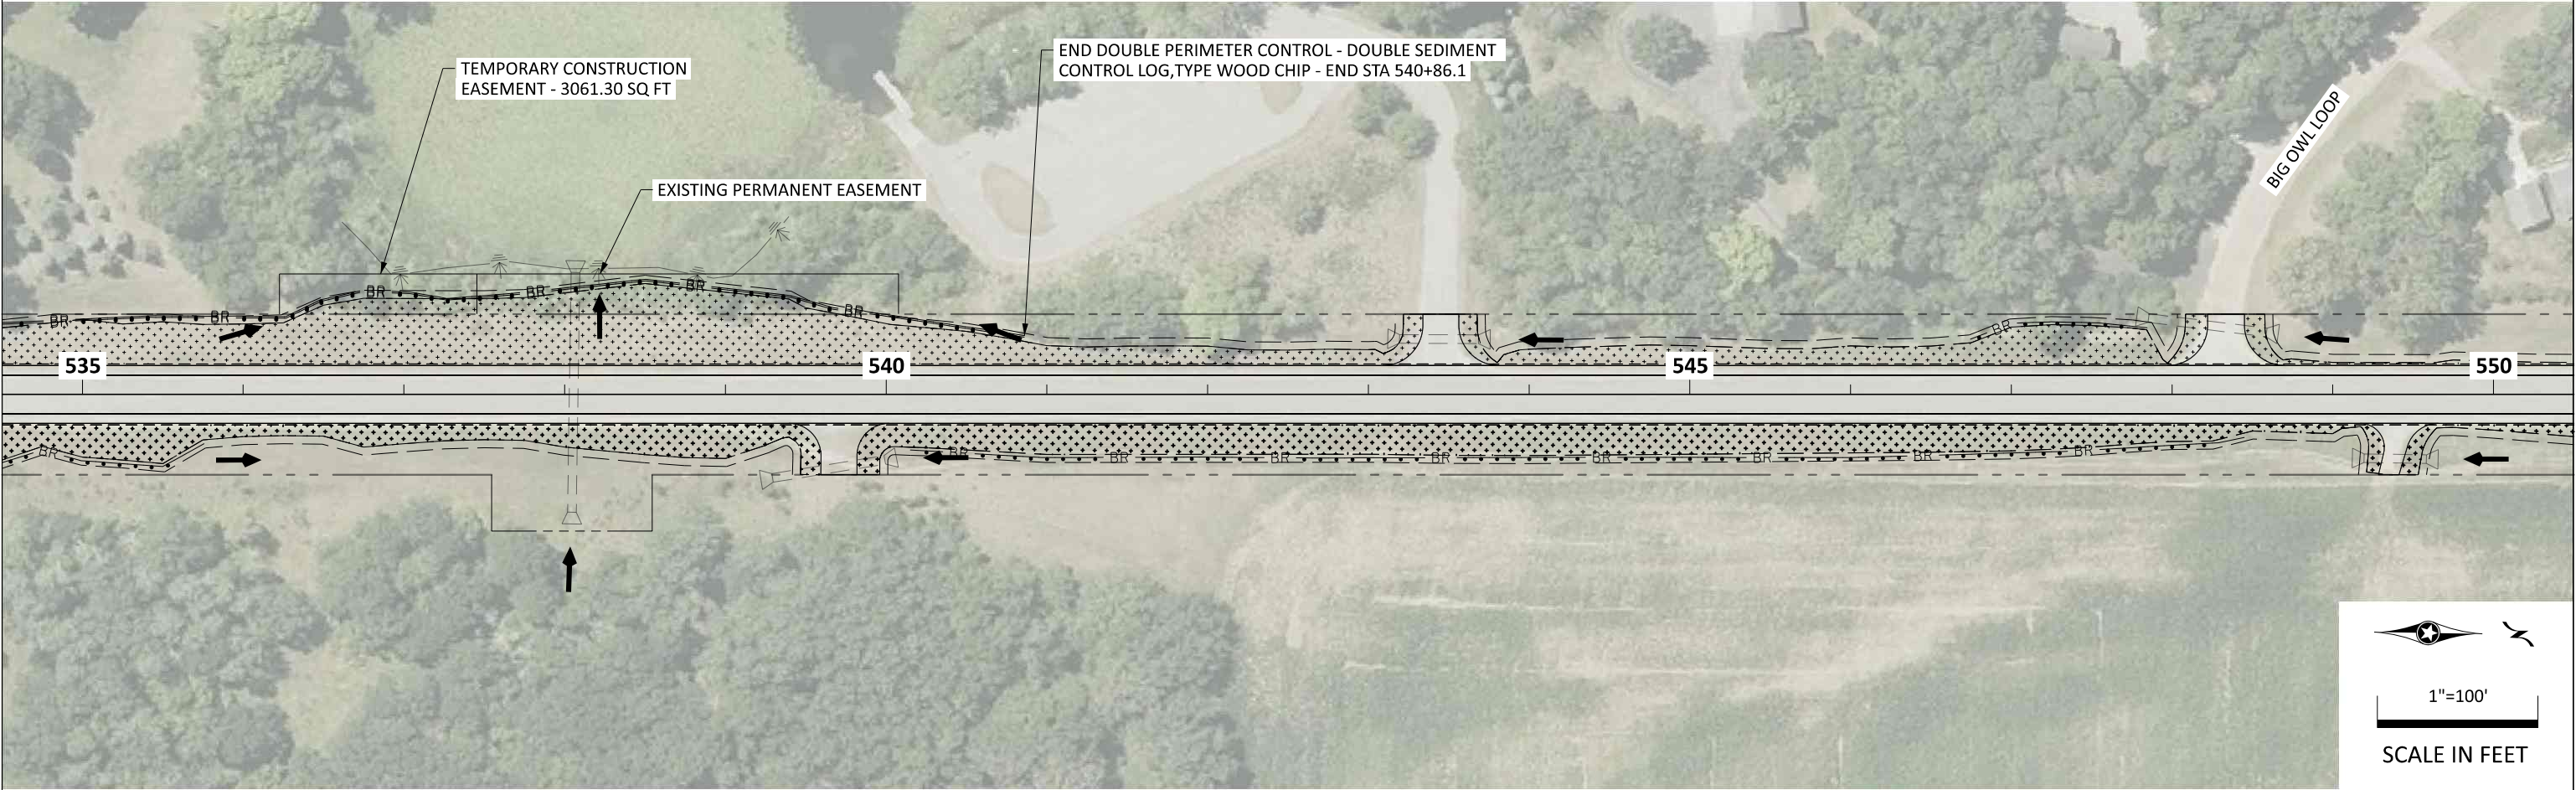 TEMPORARY CONSTRUCTION
EASEMENT - 3061.30 SQ FT
END DOUBLE PERIMETER CONTROL - DOUBLE SEDIMENT
CONTROL LOG,TYPE WOOD CHIP - END STA 540+86.1
EXISTING PERMANENT EASEMENT
BIG OWL LOOP
BR
BR
BR
BR
BR
BR
BR
535
540
545
550
BR
BR
BR
BR
BR
BR
BR
BR
BR
1"=100'
SCALE IN FEET